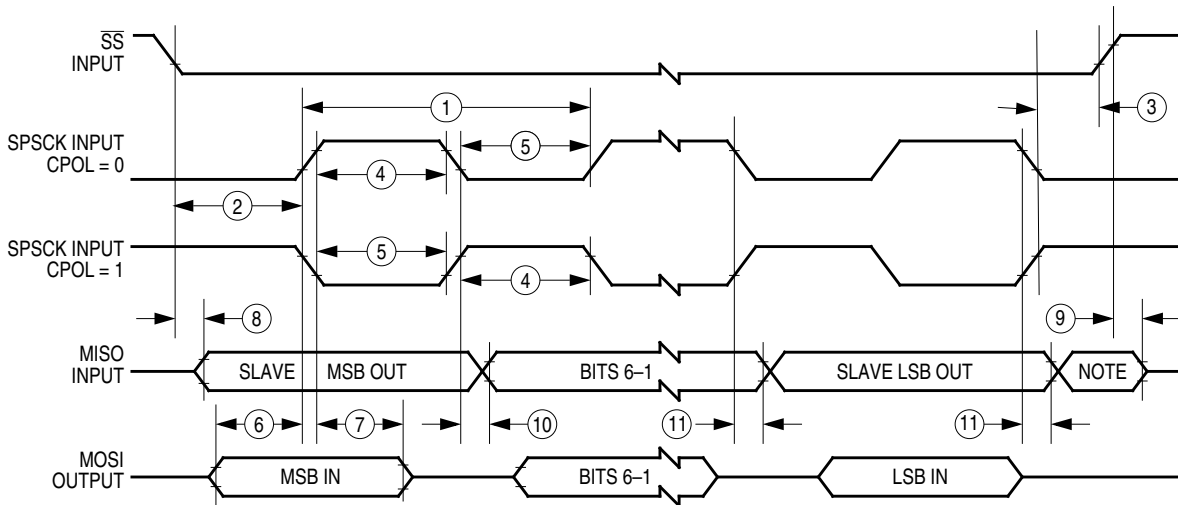 SS
INPUT
1
3
SPSCK INPUT
CPOL = 0
5
4
2
SPSCK INPUT
CPOL = 1
5
4
8
9
MISO
INPUT
SLAVE MSB OUT
BITS 6–1
SLAVE LSB OUT
NOTE
6
7
10
11
11
MOSI
OUTPUT
MSB IN
BITS 6–1
LSB IN